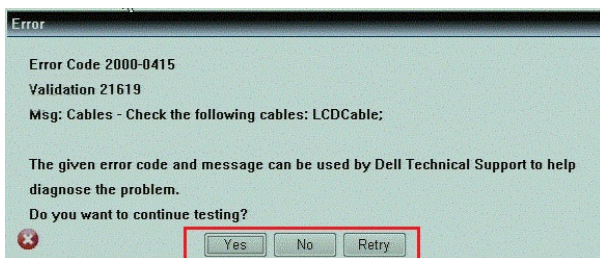 Error
Error Code 2000-0415
Validation 21619
Msg: Cables - Check the following cables: LCDCable;
The given error code and message can be used by Dell Technical Support to help
diagnose the problem.
Do you want to continue testing?
Yes No Retry